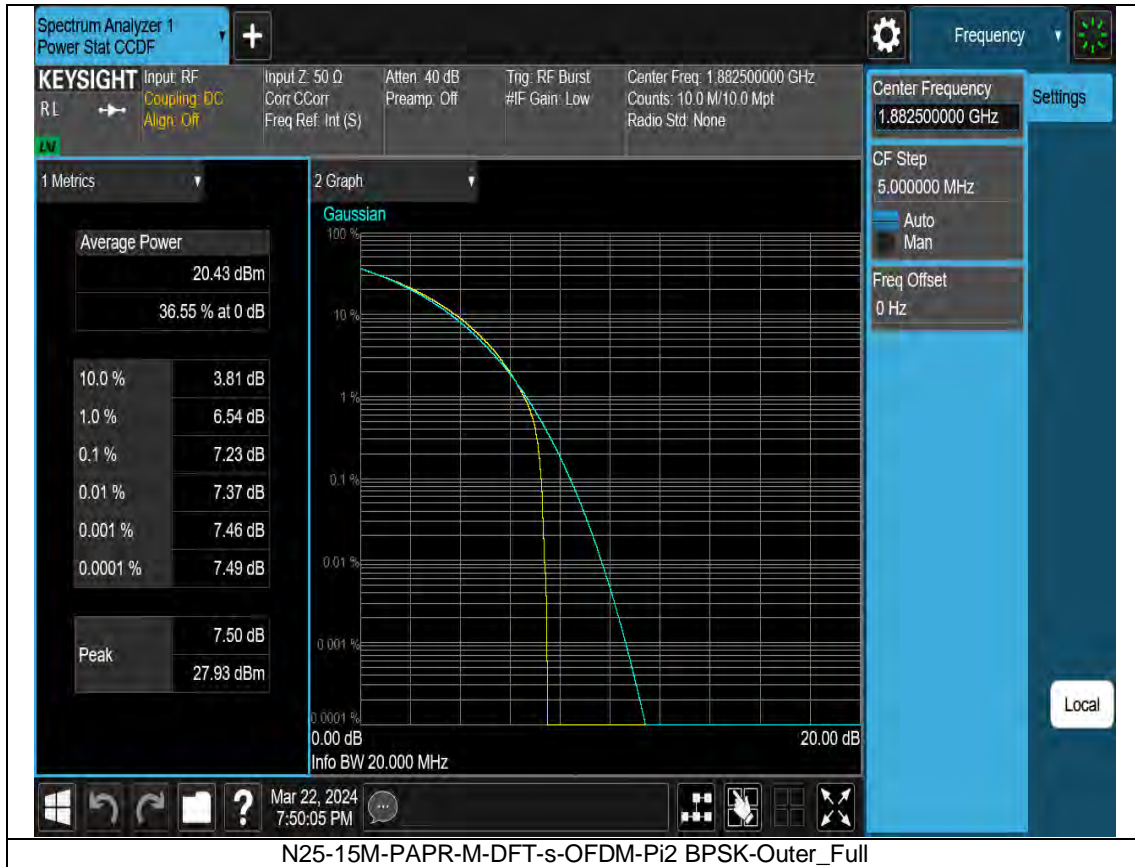 Spectrum Analyzer 1
Power Stat CCDF
+
Frequency
KEYSIGHT
RL
LNI
Input: RF
Coupling: DC
Align: Off
Input Z: 50 Ω
Corr CCorr
Freq Ref: Int (S)
Atten: 40 dB
Preamp: Off
Trig: RF Burst
#IF Gain: Low
Center Freq: 1.882500000 GHz
Counts: 10.0 M/10.0 Mpt
Radio Std: None
Center Frequency
1.882500000 GHz
Settings
CF Step
5.000000 MHz
Auto
Man
Freq Offset
0 Hz
Local
1 Metrics
Average Power
20.43 dBm
36.55 % at 0 dB
10.0 % 3.81 dB
1.0 % 6.54 dB
0.1 % 7.23 dB
0.01 % 7.37 dB
0.001 % 7.46 dB
0.0001 % 7.49 dB
Peak
7.50 dB
27.93 dBm
2 Graph
Gaussian
100 %
10 %
1 %
0.1 %
0.01 %
0.001 %
0.0001 %
0.00 dB 20.00 dB
Info BW 20.000 MHz
?
Mar 22, 2024
7:50:05 PM
N25-15M-PAPR-M-DFT-s-OFDM-Pi2 BPSK-Outer_Full